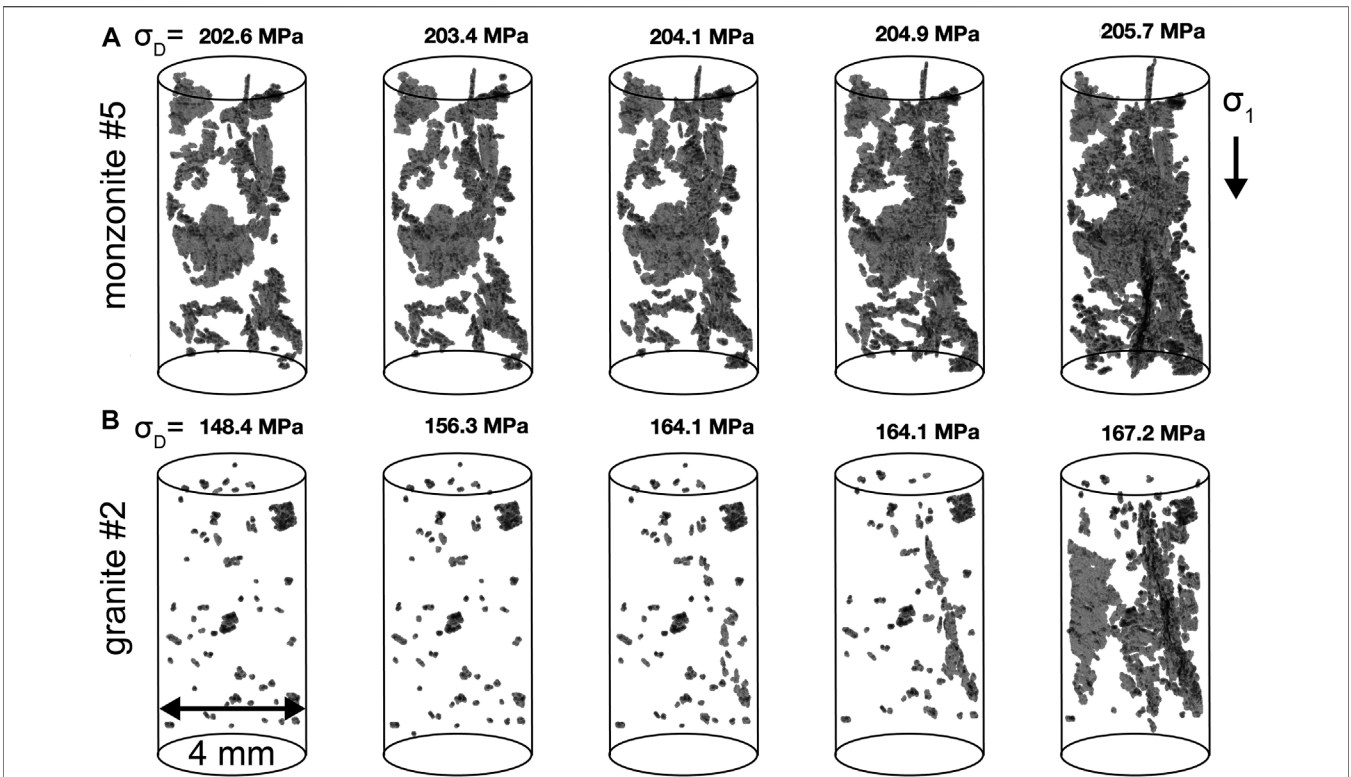 A σD= 202.6 MPa 203.4 MPa 204.1 MPa 204.9 MPa 205.7 MPa
monzonite #5
σ1
B σD= 148.4 MPa 156.3 MPa 164.1 MPa 164.1 MPa 167.2 MPa
granite #2
4 mm